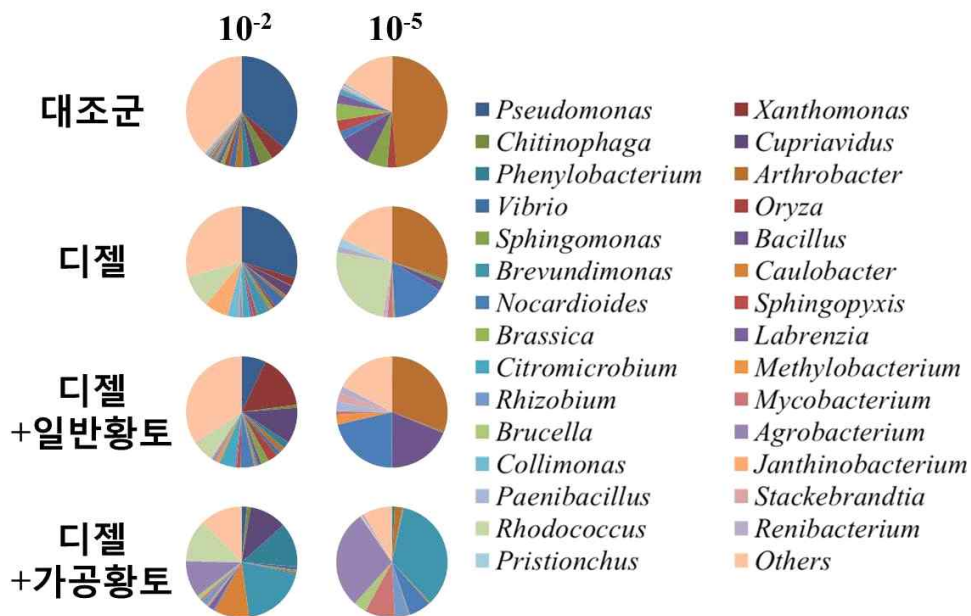 10-2 10-5
대조군
디젤
디젤
+일반황토
디젤
+가공황토
Pseudomonas Xanthomonas
Chitinophaga Cupriavidus
Phenylobacterium Arthrobacter
Vibrio Oryza
Sphingomonas Bacillus
Brevundimonas Caulobacter
Nocardioides Sphingopyxis
Brassica Labrenzia
Citromicrobium Methylobacterium
Rhizobium Mycobacterium
Brucella Agrobacterium
Collimonas Janthinobacterium
Paenibacillus Stackebrandtia
Rhodococcus Renibacterium
Pristionchus Others